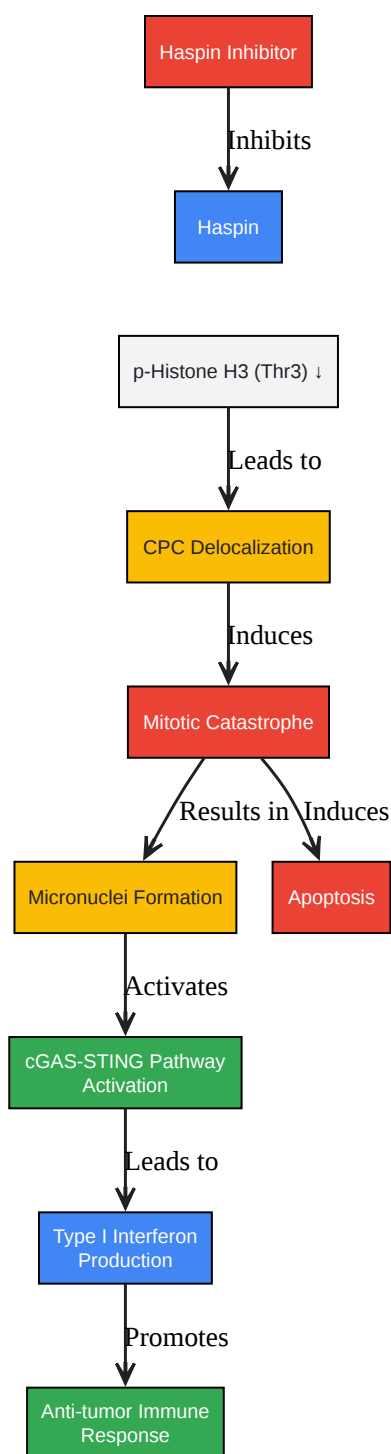 Haspin Inhibitor
Inhibits
Haspin
p-Histone H3 (Thr3) ↓
Leads to
CPC Delocalization
Induces
Mitotic Catastrophe
Results in
Induces
Micronuclei Formation
Apoptosis
Activates
cGAS-STING Pathway
Activation
Leads to
Type I Interferon
Production
Promotes
Anti-tumor Immune
Response